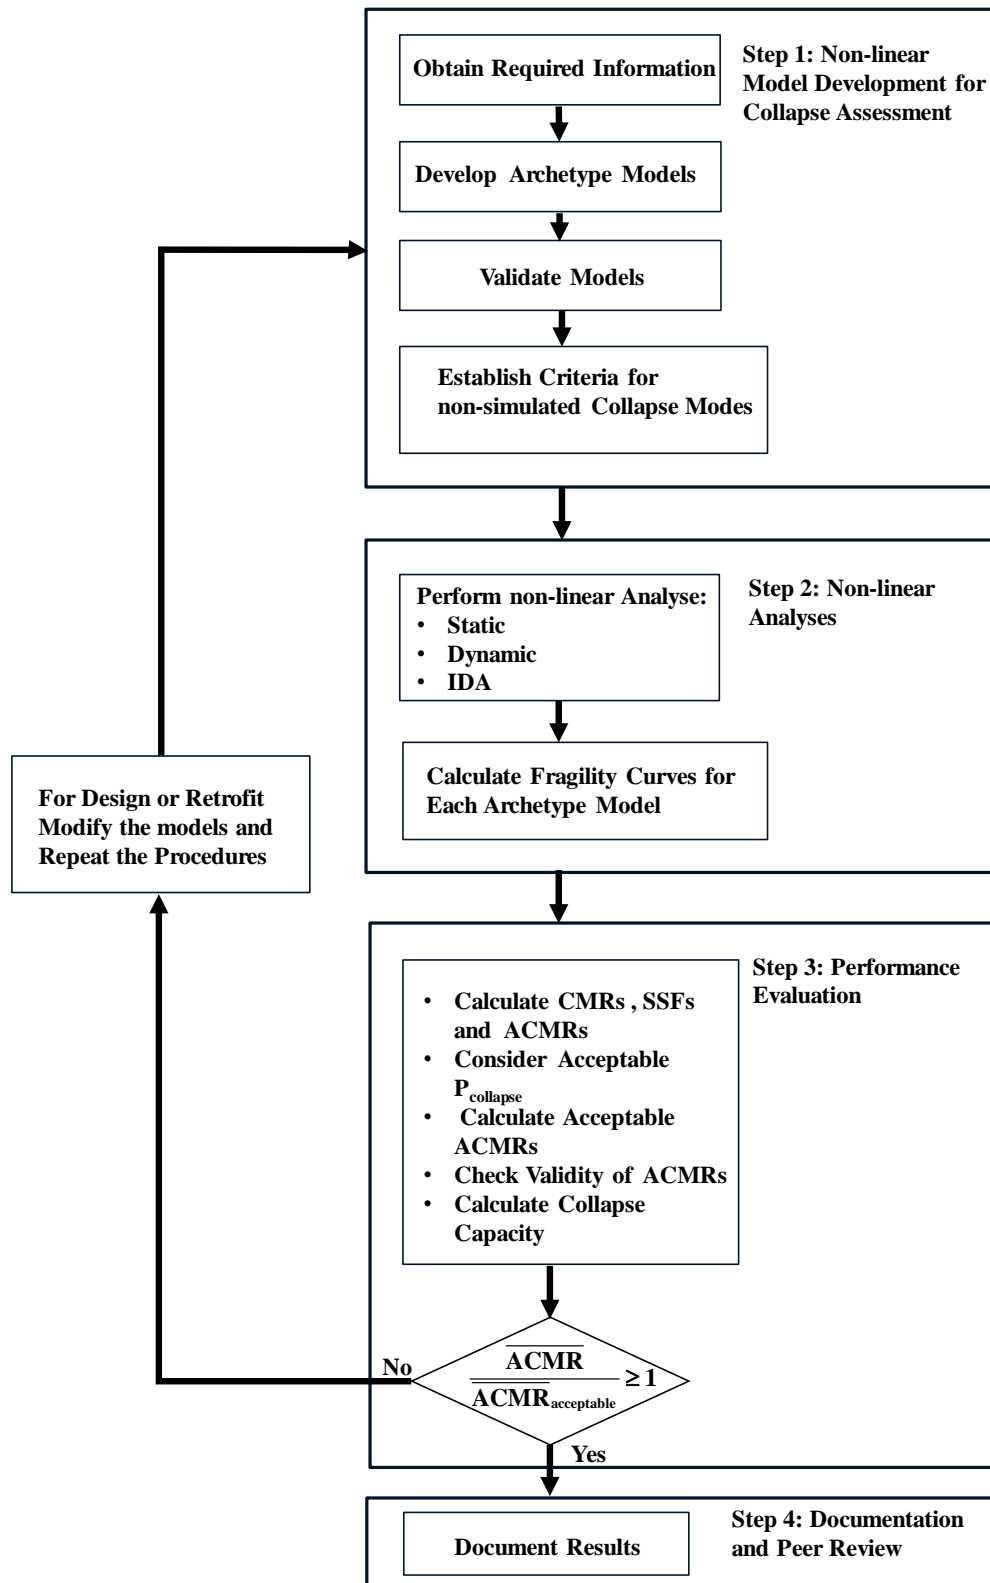 Obtain Required Information
Step 1: Non-linear
Model Development for
Collapse Assessment
Develop Archetype Models
Validate Models
Establish Criteria for
non-simulated Collapse Modes
Perform non-linear Analyse:
• Static
• Dynamic
• IDA
Step 2: Non-linear
Analyses
Calculate Fragility Curves for
Each Archetype Model
For Design or Retrofit
Modify the models and
Repeat the Procedures
Step 3: Performance
Evaluation
• Calculate CMRs , SSFs
and ACMRs
• Consider Acceptable
Pcollapse
• Calculate Acceptable
ACMRs
• Check Validity of ACMRs
• Calculate Collapse
Capacity
No
ACMR
ACMRacceptable
≥ 1
Yes
Step 4: Documentation
and Peer Review
Document Results